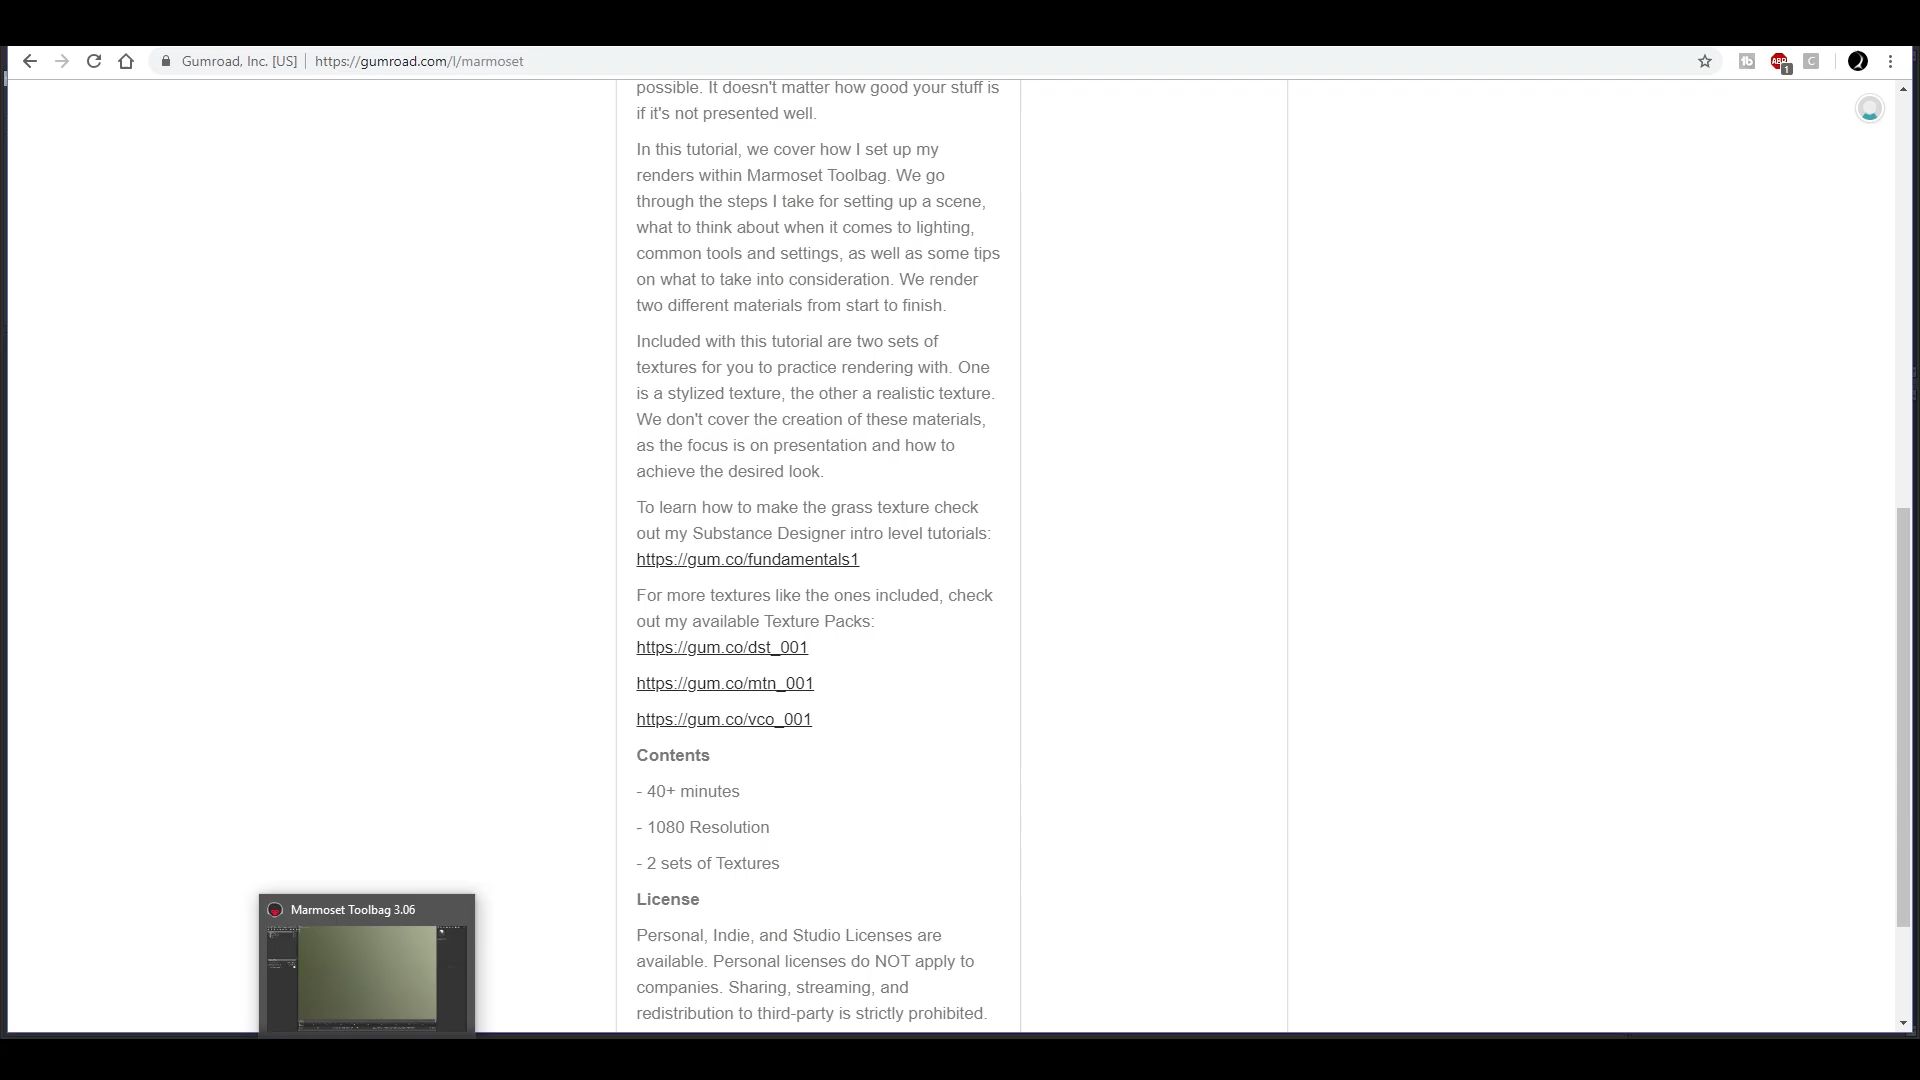 Gumroad, Inc. [US] | https://gumroad.com/l/marmoset
1b
ABP
1
C
possible. It doesn't matter how good your stuff is
if it's not presented well.
In this tutorial, we cover how I set up my
renders within Marmoset Toolbag. We go
through the steps I take for setting up a scene,
what to think about when it comes to lighting,
common tools and settings, as well as some tips
on what to take into consideration. We render
two different materials from start to finish.
Included with this tutorial are two sets of
textures for you to practice rendering with. One
is a stylized texture, the other a realistic texture.
We don't cover the creation of these materials,
as the focus is on presentation and how to
achieve the desired look.
To learn how to make the grass texture check
out my Substance Designer intro level tutorials:
https://gum.co/fundamentals1
For more textures like the ones included, check
out my available Texture Packs:
https://gum.co/dst_001
https://gum.co/mtn_001
https://gum.co/vco_001
Contents
- 40+ minutes
- 1080 Resolution
- 2 sets of Textures
License
Personal, Indie, and Studio Licenses are
available. Personal licenses do NOT apply to
companies. Sharing, streaming, and
redistribution to third-party is strictly prohibited.
Marmoset Toolbag 3.06